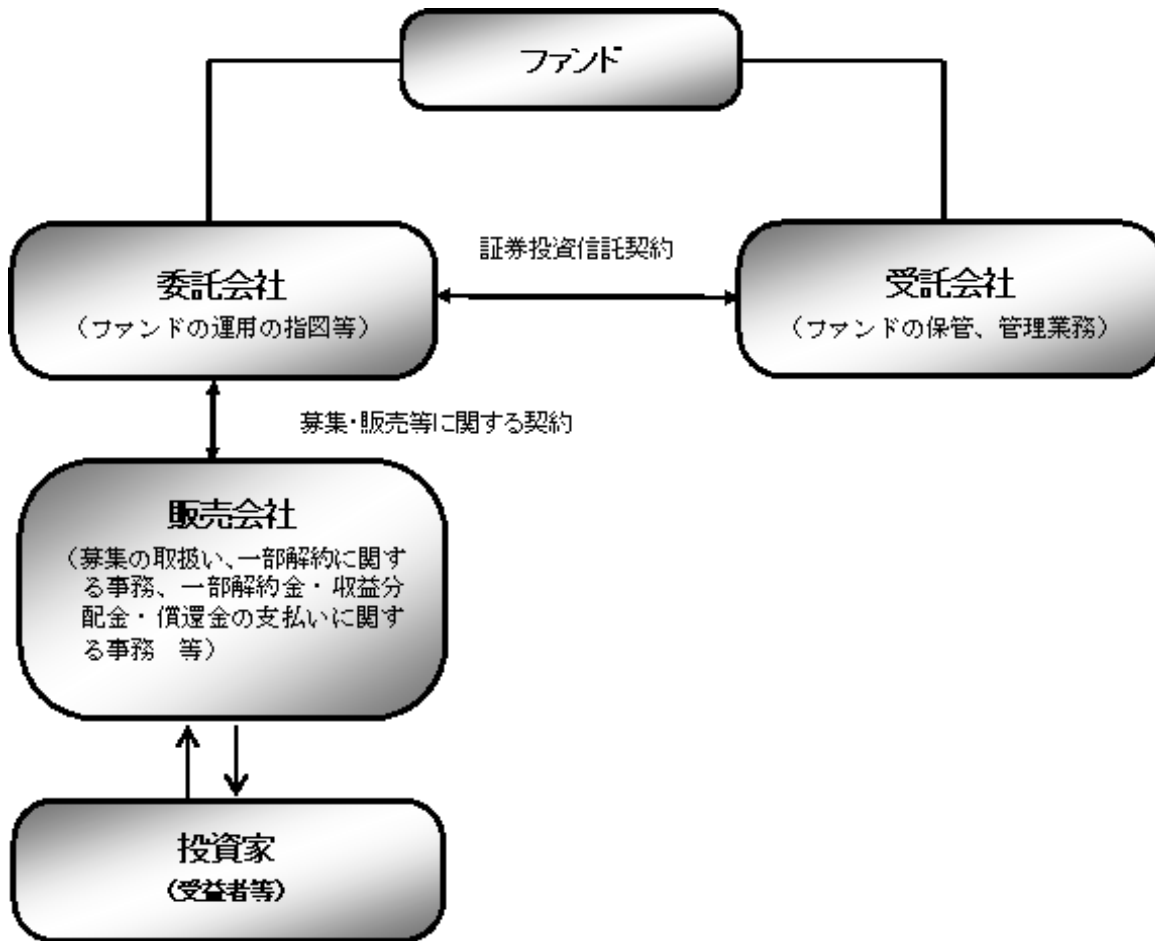 ファンド
証券投資信託契約
委託会社
（ファンドの運用の指図等）
受託会社
（ファンドの保管、管理業務）
募集・販売等に関する契約
販売会社
（募集の取扱い、一部解約に関す
る事務、一部解約金・収益分
配金・償還金の支払いに関す
る事務　等）
投資家
（受益者等）